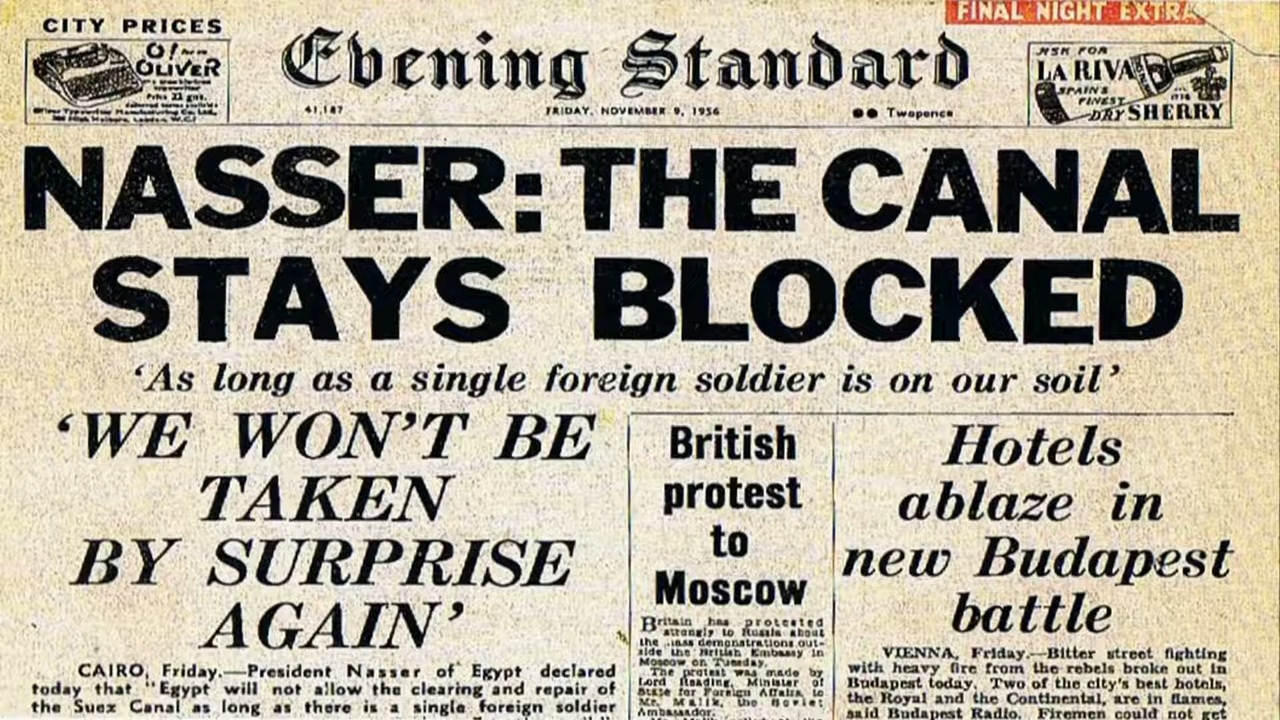 FINAL NIGHT EXTRA
CITY PRICES
O! for an
OLIVER
Price 22 gns.
Evening Standard
41,187
FRIDAY, NOVEMBER 9, 1956
Twopence
ASK FOR
LA RIVA
SPAIN'S
FINEST
DRY SHERRY
NASSER: THE CANAL
STAYS BLOCKED
‘As long as a single foreign soldier is on our soil’
‘WE WON’T BE
TAKEN
BY SURPRISE
AGAIN’
CAIRO, Friday.—President Nasser of Egypt declared
today that "Egypt will not allow the clearing and repair of
the Suez Canal as long as there is a single foreign soldier
British
protest
to
Moscow
Britain has protested
strongly to Russia about
the mass demonstrations out-
side the British Embassy in
Moscow on Tuesday.
The protest was made by
Lord Reading, Minister of
State for Foreign Affairs, to
Mr. Malik, the Soviet
Ambassador.
Hotels
ablaze in
new Budapest
battle
VIENNA, Friday.—Bitter street fighting
with heavy fire from the rebels broke out in
Budapest today. Two of the city's best hotels,
the Royal and the Continental, are in flames,
said Budapest Radio. Firemen could not get